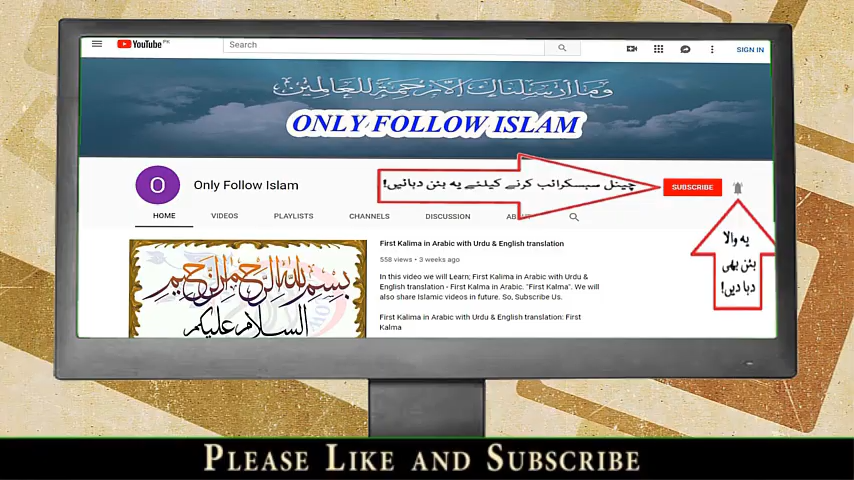 YouTube PK
Search
SIGN IN
وما أرسلناك إلا رحمة للعالمين
ONLY FOLLOW ISLAM
O
Only Follow Islam
چینل سبسکرائب کرنے کیلئے یہ بٹن دبائیں!
SUBSCRIBE
HOME
VIDEOS
PLAYLISTS
CHANNELS
DISCUSSION
یہ والا
بٹن بھی
دبا دیں!
First Kalima in Arabic with Urdu & English translation
558 views • 3 weeks ago
In this video we will Learn; First Kalima in Arabic with Urdu &
English translation - First Kalima in Arabic. "First Kalma". We will
also share Islamic videos in future. So, Subscribe Us.
First Kalima in Arabic with Urdu & English translation: First
Kalma
بسم الله الرحمن الرحيم
السلام عليكم
PLEASE LIKE AND SUBSCRIBE